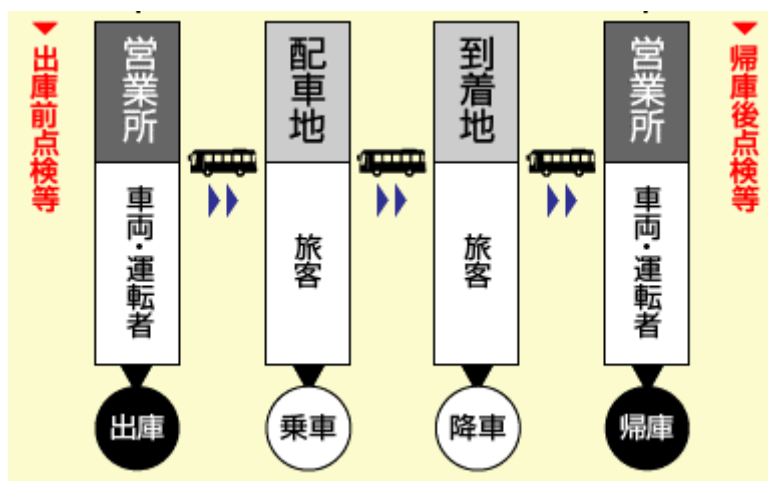 ▼出庫前点検等
営業所
車両・運転者
出庫
配車地
旅客
乗車
到着地
旅客
降車
営業所
車両・運転者
帰庫
▼帰庫後点検等